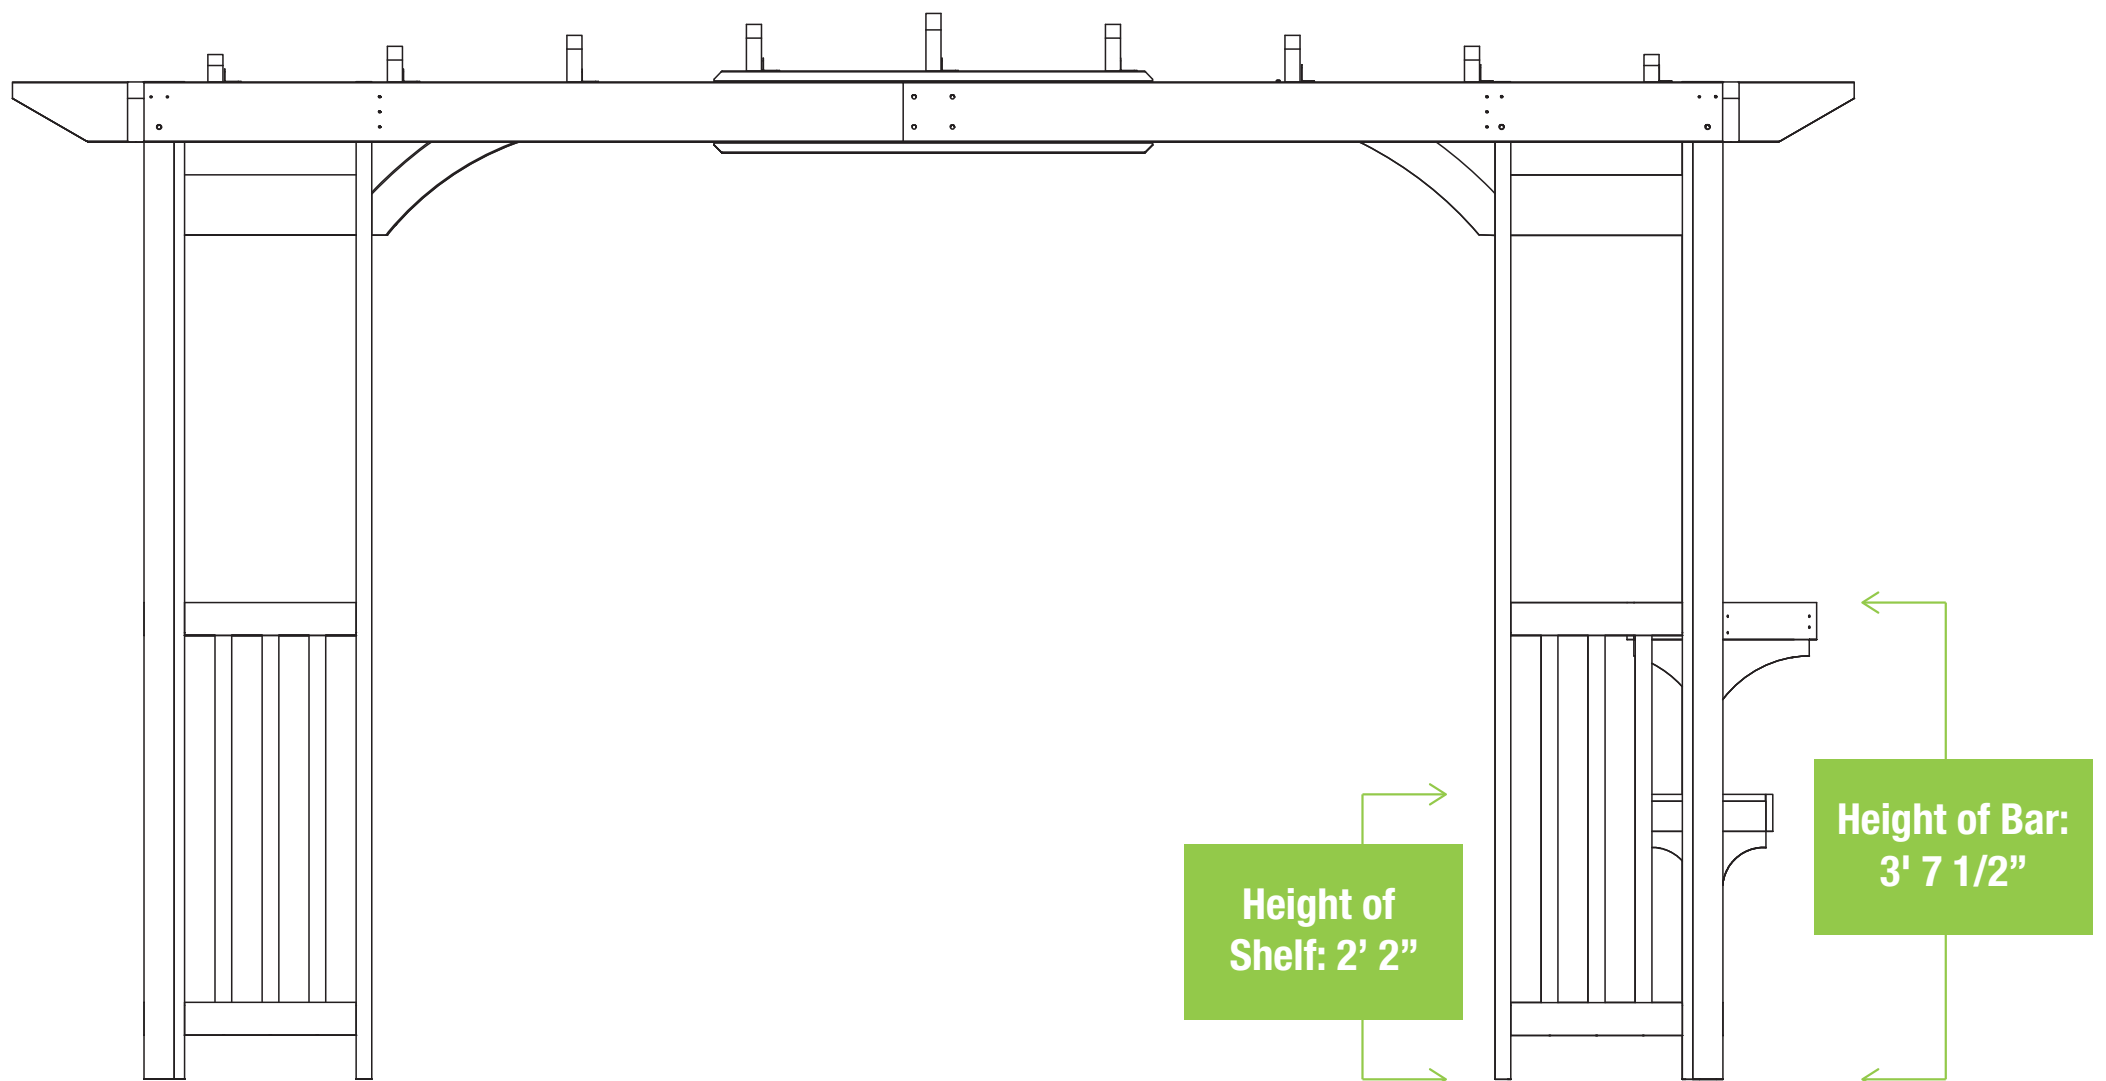 Height of Bar:
3' 7 1/2”
Height of
Shelf: 2’ 2”